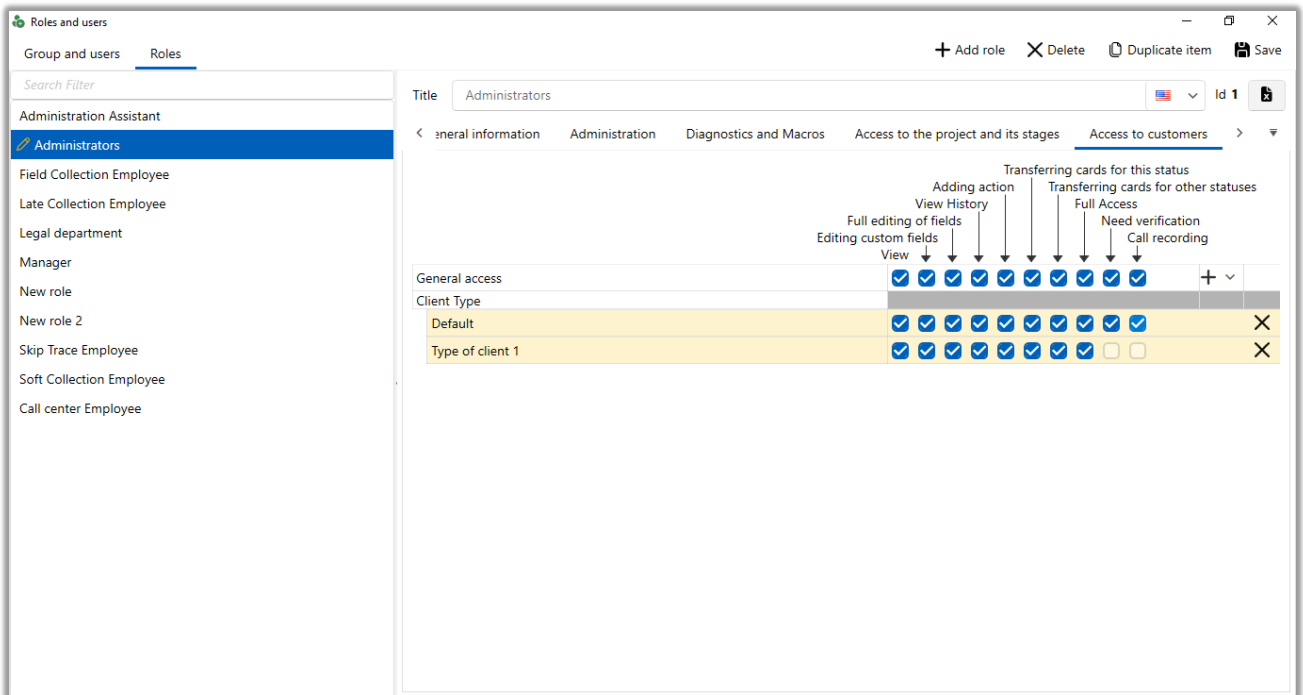 Roles and users
Group and users Roles
Add role Delete Duplicate item Save
Search Filter
Administration Assistant
Administrators
Field Collection Employee
Late Collection Employee
Legal department
Manager
New role
New role 2
Skip Trace Employee
Soft Collection Employee
Call center Employee
Title Administrators Id 1
eneral information Administration Diagnostics and Macros Access to the project and its stages Access to customers
Transferring cards for this status
Adding action Transferring cards for other statuses
View History Full Access
Full editing of fields Need verification
Editing custom fields Call recording
View
General access
Client Type
Default
Type of client 1